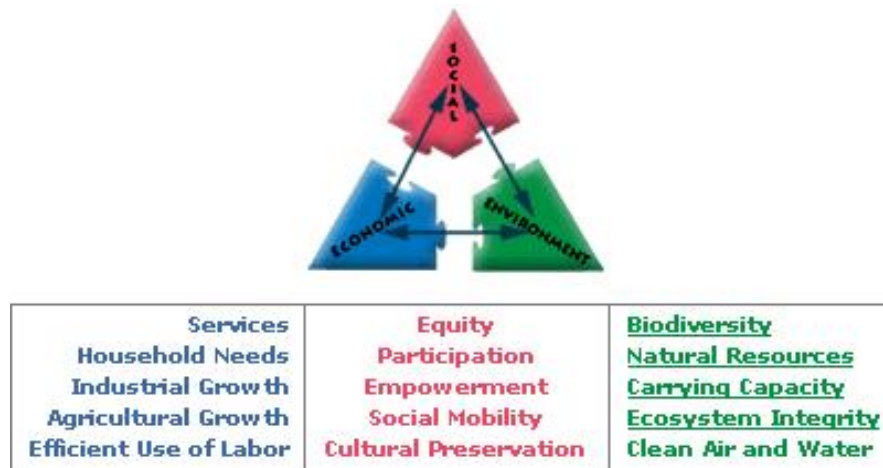 SOCIAL
ECONOMIC
ENVIRONMENT
Services
Household Needs
Industrial Growth
Agricultural Growth
Efficient Use of Labor
Equity
Participation
Empowerment
Social Mobility
Cultural Preservation
Biodiversity
Natural Resources
Carrying Capacity
Ecosystem Integrity
Clean Air and Water